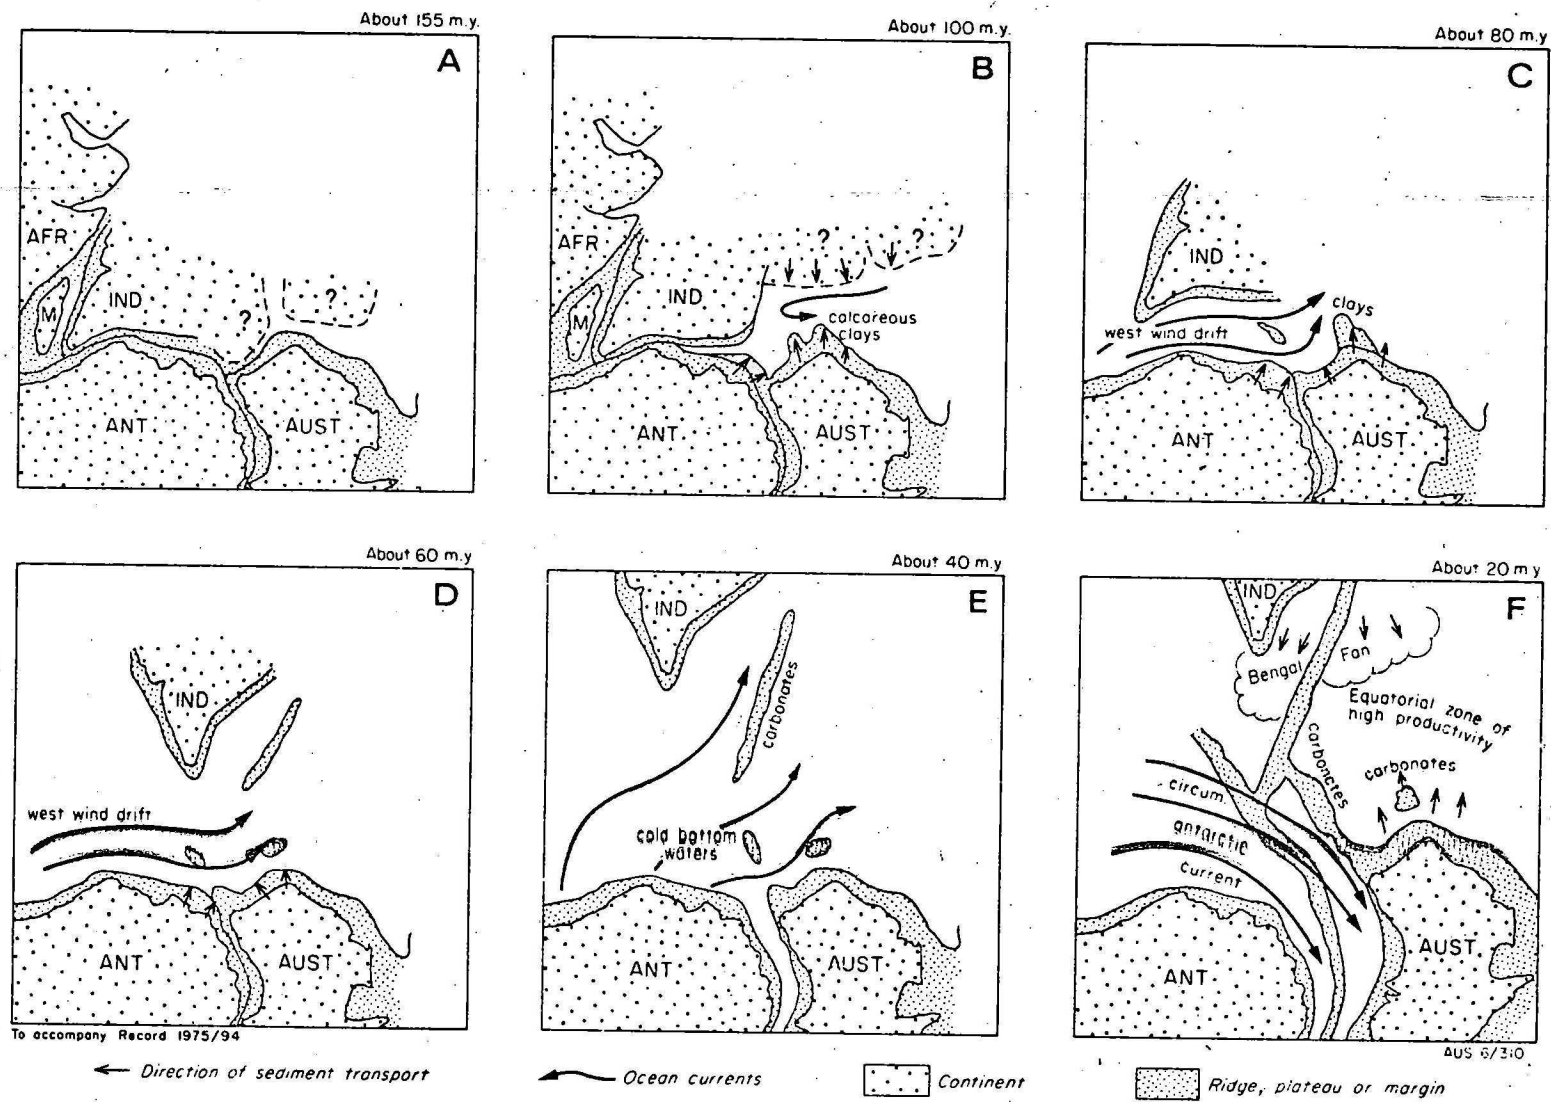 About 155 m.y.
A
AFR
M
IND
?
?
ANT
AUST
About 100 m.y.
B
AFR
M
IND
?
?
calcareous
clays
ANT
AUST
About 80 m.y
C
IND
clays
west wind drift
ANT
AUST
About 60 m.y
D
IND
west wind drift
ANT
AUST
About 40 m.y
E
IND
carbonates
cold bottom
waters
ANT
AUST
About 20 m y
F
IND
Bengal
Fan
Equatorial zone of
high productivity
carbonates
carbonates
circum.
antarctic
current
ANT
AUST
To accompany Record 1975/94
AUS 6/310
Direction of sediment transport
Ocean currents
Continent
Ridge, plateau or margin